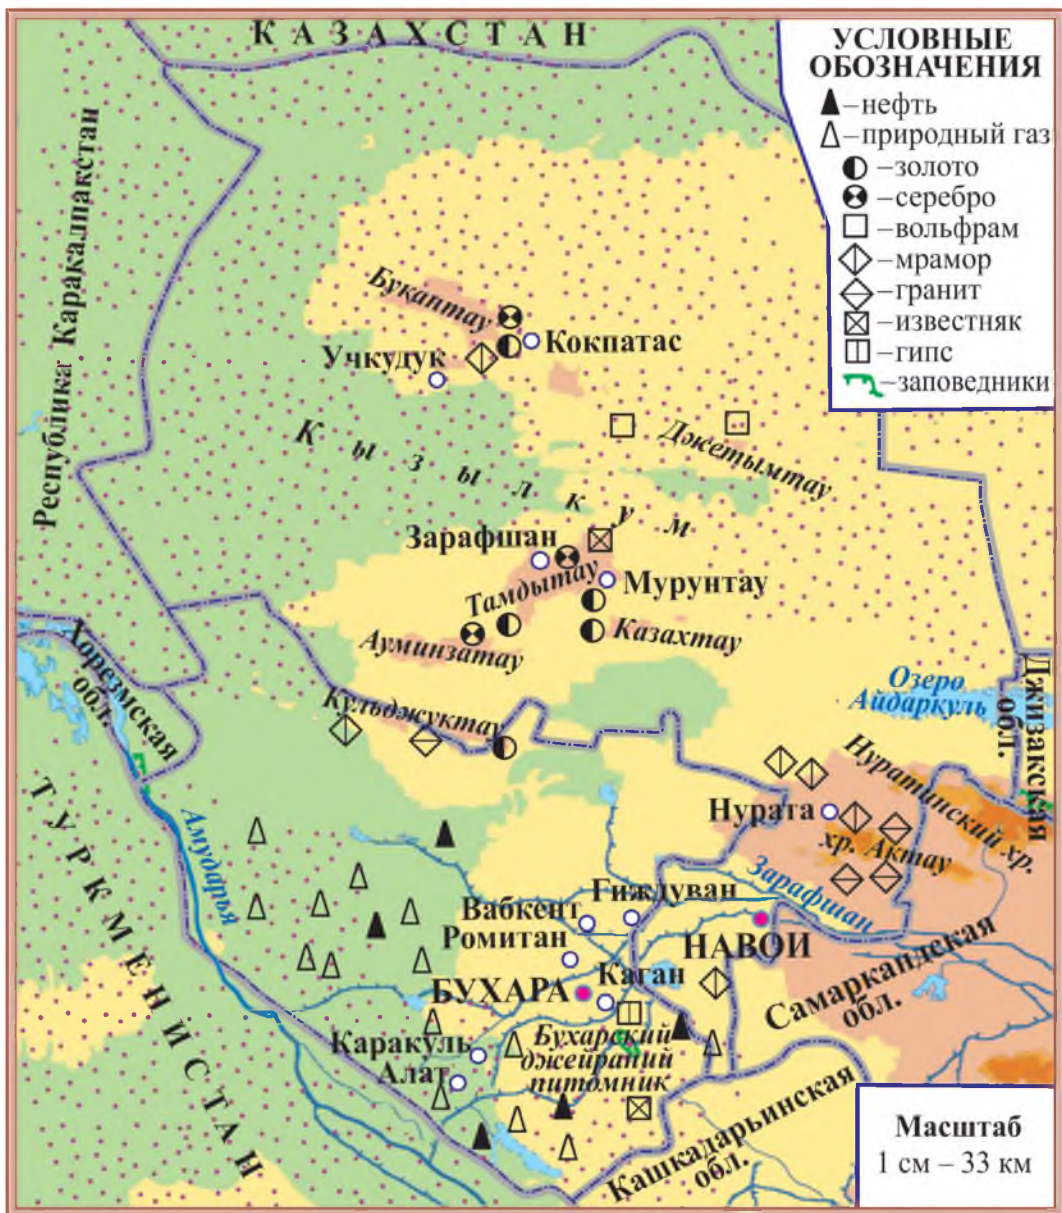 КАЗАХСТАН
УСЛОВНЫЕ
ОБОЗНАЧЕНИЯ
–нефть
–природный газ
–золото
–серебро
–вольфрам
–мрамор
–гранит
–известняк
–гипс
–заповедники
Республика Каракалпакстан
Букантау
Кокпатас
Учкудук
Кызылкум
Джетымтау
Зарафшан
Тамдытау
Мурунтау
Ауминзатау
Казахтау
Хорезмская
обл.
Кульджуктау
Озеро
Айдаркуль
Джизакская
обл.
Нуратинский хр.
Нурата
хр. Актау
ТУРКМЕНИСТАН
Амударья
Гиждуван
Зарафшан
Вабкент
Ромитан
НАВОИ
Каган
БУХАРА
Самаркандская
обл.
Каракуль
Алат
Бухарский
джейраний
питомник
Кашкадарьинская
обл.
Масштаб
1 см – 33 км